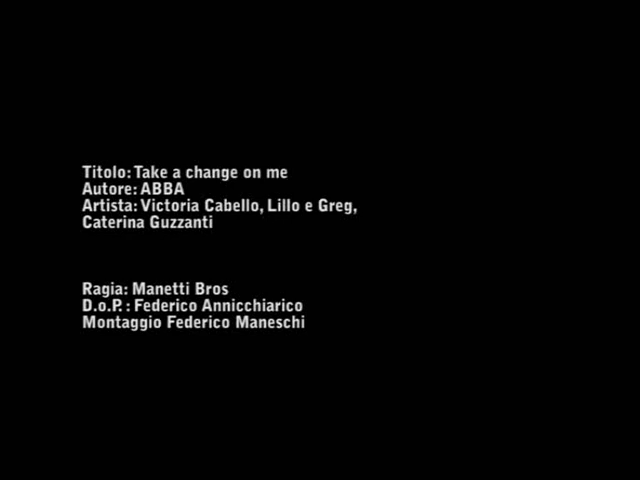 Titolo: Take a change on me
Autore: ABBA
Artista: Victoria Cabello, Lillo e Greg,
Caterina Guzzanti
Ragia: Manetti Bros
D.o.P. : Federico Annicchiarico
Montaggio Federico Maneschi